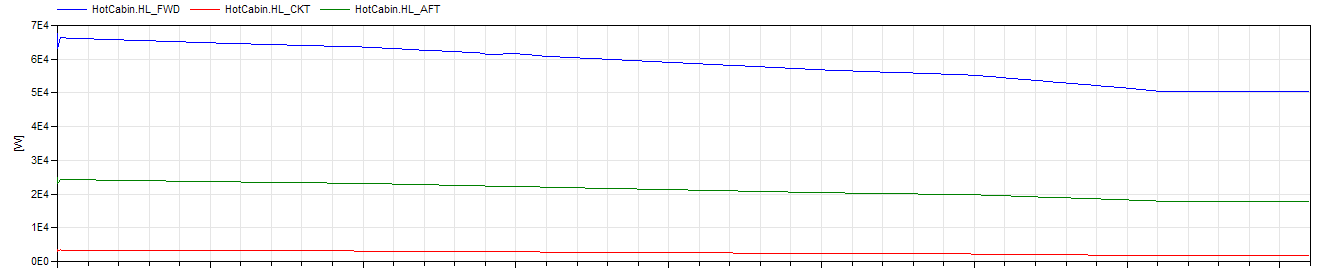 HotCabin.HL_FWD HotCabin.HL_CKT HotCabin.HL_AFT
7E4
6E4
5E4
4E4
3E4
2E4
1E4
0E0
[W]